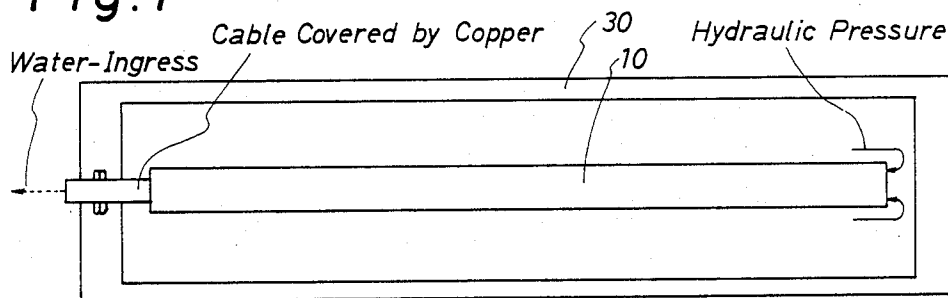 Fig. 1
Cable Covered by Copper
30
Hydraulic Pressure
Water-Ingress
10